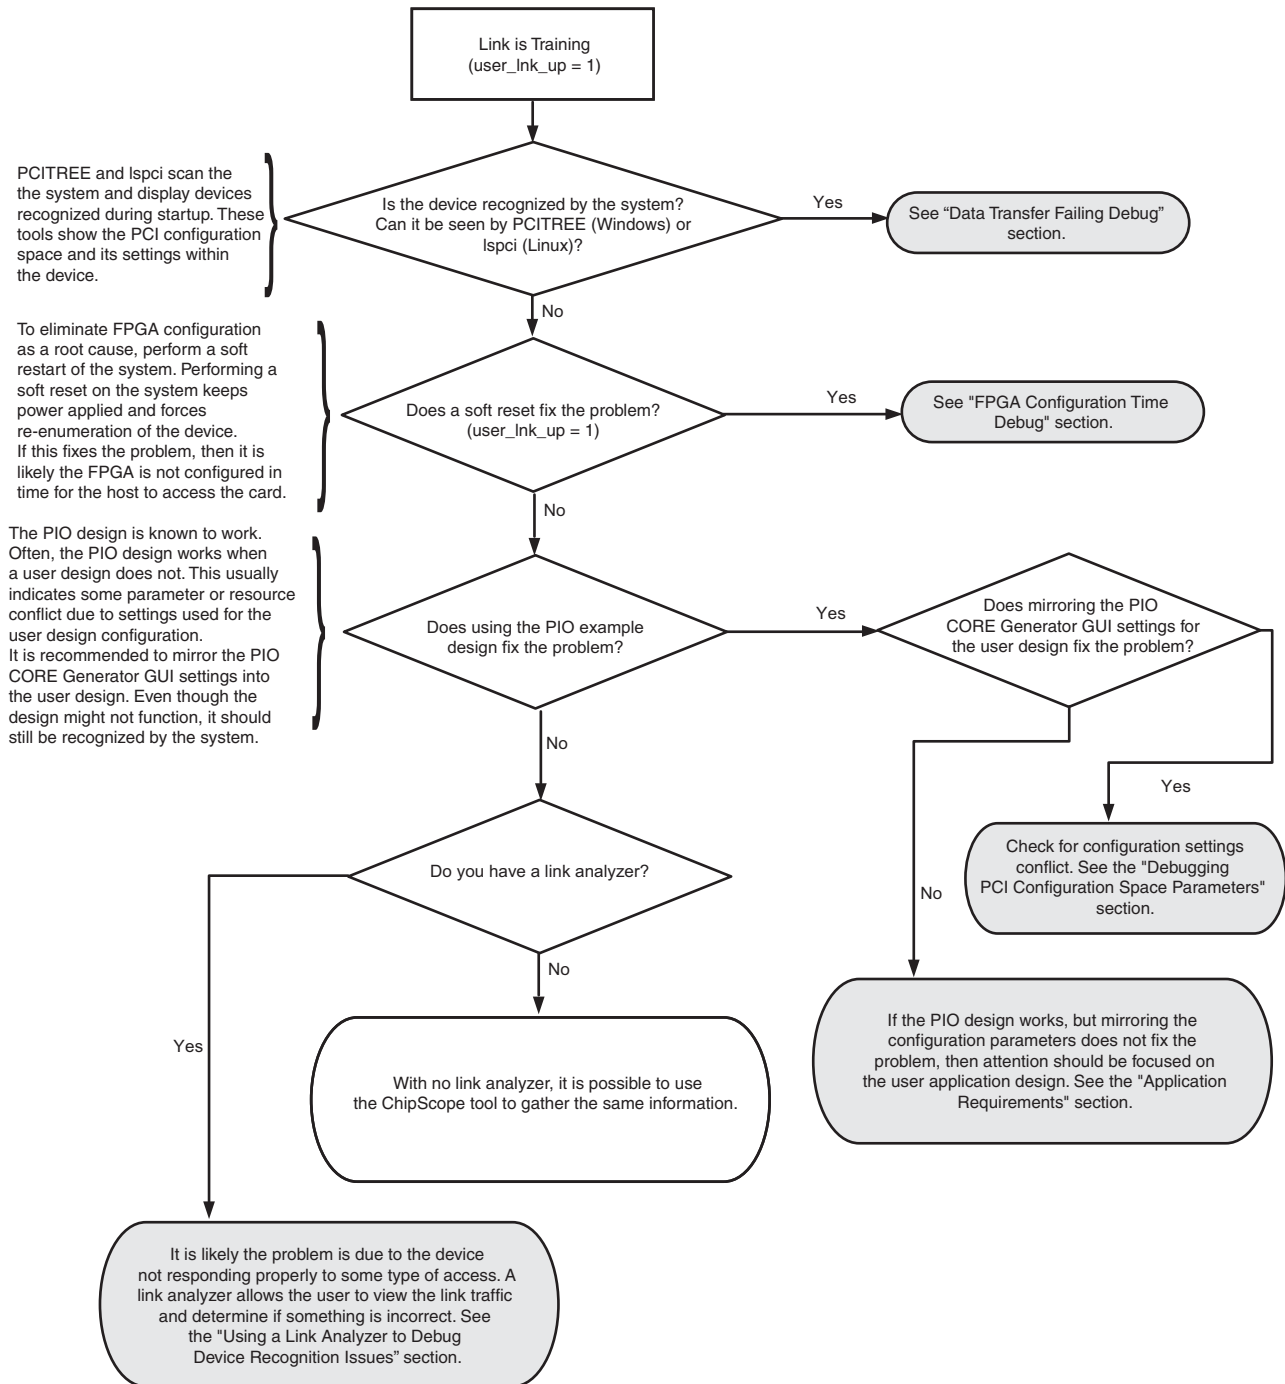 Link is Training
(user_lnk_up = 1)
PCITREE and lspci scan the
the system and display devices
recognized during startup. These
tools show the PCI configuration
space and its settings within
the device.
Is the device recognized by the system?
Can it be seen by PCITREE (Windows) or
lspci (Linux)?
Yes
See “Data Transfer Failing Debug”
section.
No
To eliminate FPGA configuration
as a root cause, perform a soft
restart of the system. Performing a
soft reset on the system keeps
power applied and forces
re-enumeration of the device.
If this fixes the problem, then it is
likely the FPGA is not configured in
time for the host to access the card.
Does a soft reset fix the problem?
(user_lnk_up = 1)
Yes
See "FPGA Configuration Time
Debug" section.
No
The PIO design is known to work.
Often, the PIO design works when
a user design does not. This usually
indicates some parameter or resource
conflict due to settings used for the
user design configuration.
It is recommended to mirror the PIO
CORE Generator GUI settings into
the user design. Even though the
design might not function, it should
still be recognized by the system.
Does using the PIO example
design fix the problem?
Yes
Does mirroring the PIO
CORE Generator GUI settings for
the user design fix the problem?
No
Yes
Check for configuration settings
conflict. See the "Debugging
PCI Configuration Space Parameters"
section.
Do you have a link analyzer?
No
No
If the PIO design works, but mirroring the
configuration parameters does not fix the
problem, then attention should be focused on
the user application design. See the "Application
Requirements" section.
Yes
With no link analyzer, it is possible to use
the ChipScope tool to gather the same information.
It is likely the problem is due to the device
not responding properly to some type of access. A
link analyzer allows the user to view the link traffic
and determine if something is incorrect. See
the "Using a Link Analyzer to Debug
Device Recognition Issues” section.